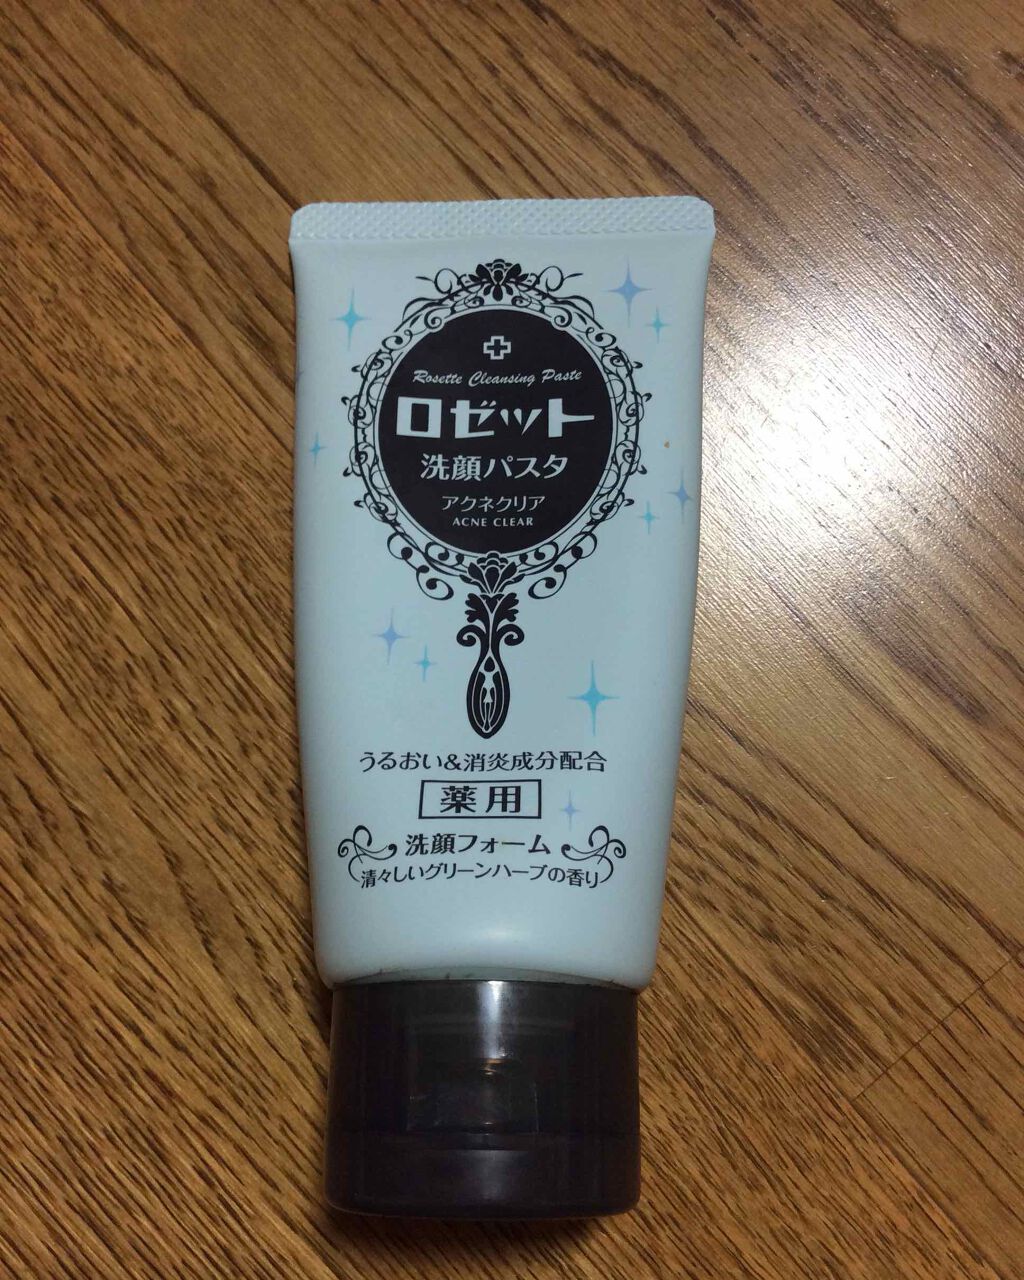 Rosette Cleansing Paste
ロゼット
洗顔パスタ
アクネクリア
ACNE CLEAR
うるおい&消炎成分配合
薬用
洗顔フォーム
清々しいグリーンハーブの香り